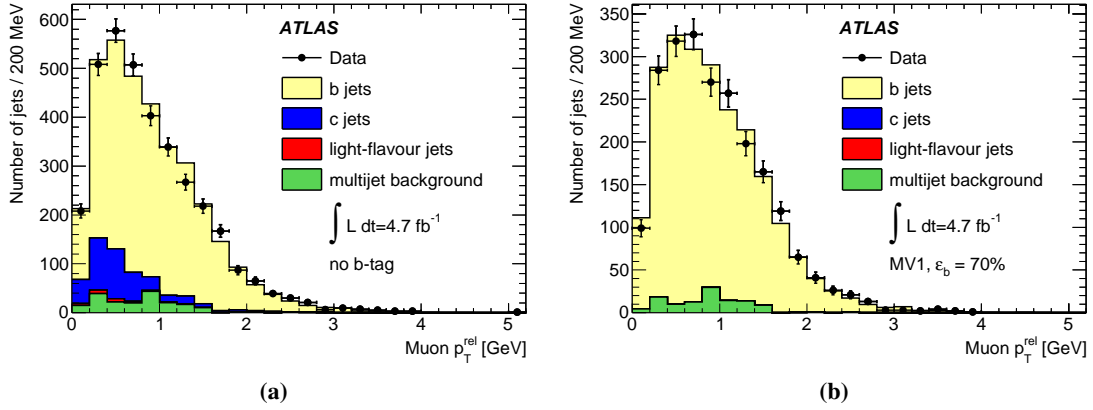 Number of jets / 200 MeV
600
500
400
300
200
100
0
0 1 2 3 4 5
Muon p_T^rel [GeV]
ATLAS
Data
b jets
c jets
light-flavour jets
multijet background
∫ L dt=4.7 fb⁻¹
no b-tag
(a)
Number of jets / 200 MeV
350
300
250
200
150
100
50
0
0 1 2 3 4 5
Muon p_T^rel [GeV]
ATLAS
Data
b jets
c jets
light-flavour jets
multijet background
∫ L dt=4.7 fb⁻¹
MV1, ε_b = 70%
(b)